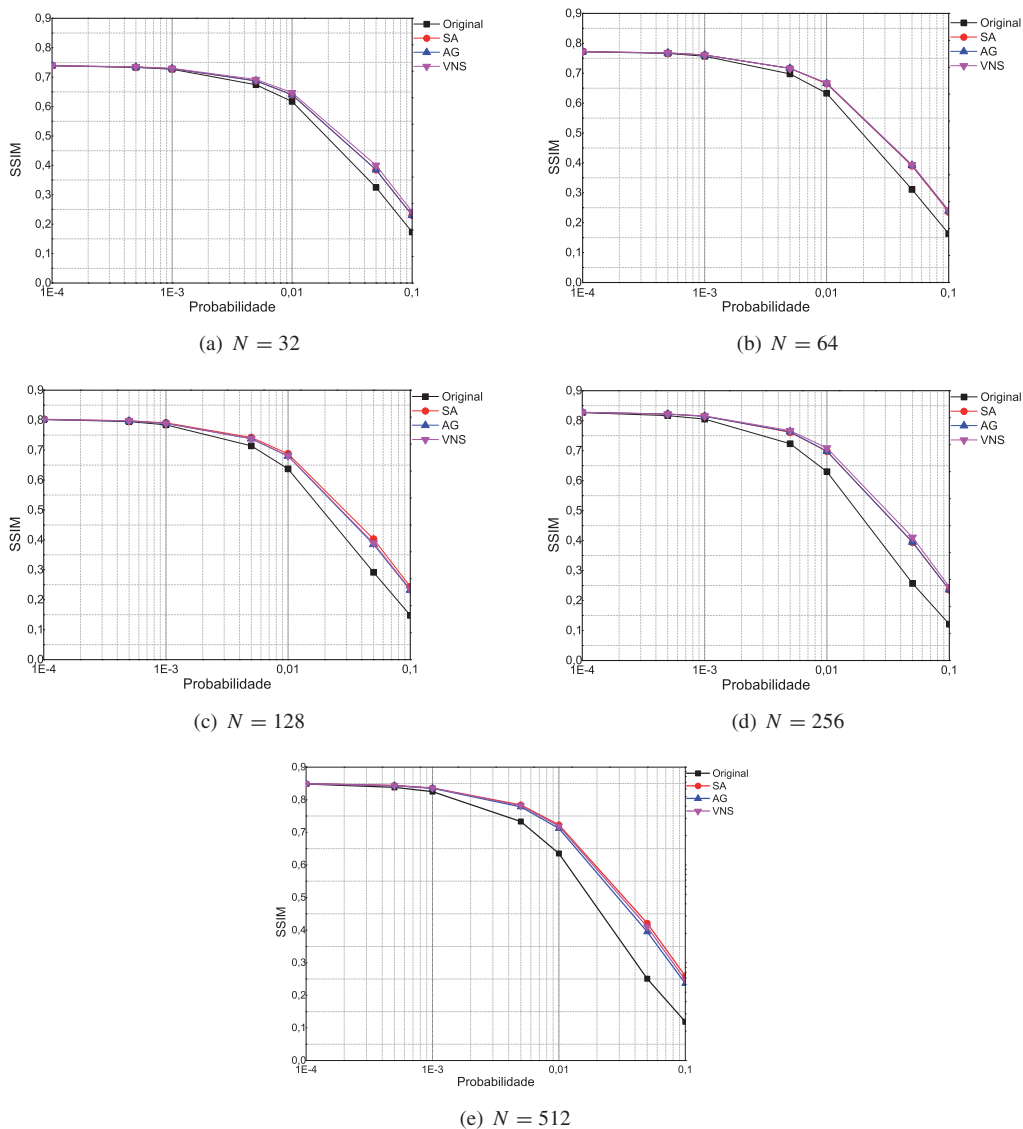 0,9
0,8
0,7
0,6
0,5
0,4
0,3
0,2
0,1
0,0
SSIM
1E-4
1E-3
0,01
0,1
Probabilidade
Original
SA
AG
VNS
(a) N = 32
0,9
0,8
0,7
0,6
0,5
0,4
0,3
0,2
0,1
0,0
SSIM
1E-4
1E-3
0,01
0,1
Probabilidade
Original
SA
AG
VNS
(b) N = 64
0,9
0,8
0,7
0,6
0,5
0,4
0,3
0,2
0,1
0,0
SSIM
1E-4
1E-3
0,01
0,1
Probabilidade
Original
SA
AG
VNS
(c) N = 128
0,9
0,8
0,7
0,6
0,5
0,4
0,3
0,2
0,1
0,0
SSIM
1E-4
1E-3
0,01
0,1
Probabilidade
Original
SA
AG
VNS
(d) N = 256
0,9
0,8
0,7
0,6
0,5
0,4
0,3
0,2
0,1
0,0
SSIM
1E-4
1E-3
0,01
0,1
Probabilidade
Original
SA
AG
VNS
(e) N = 512